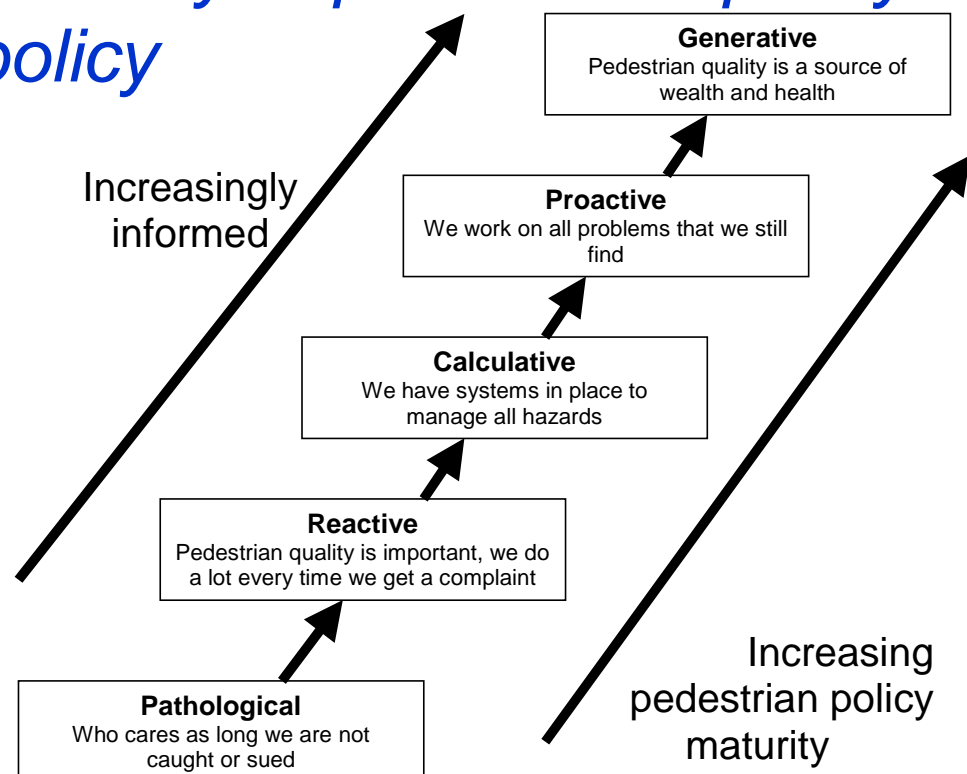 policy
Generative
Pedestrian quality is a source of
wealth and health
Increasingly
informed
Proactive
We work on all problems that we still
find
Calculative
We have systems in place to
manage all hazards
Reactive
Pedestrian quality is important, we do
a lot every time we get a complaint
Increasing
pedestrian policy
maturity
Pathological
Who cares as long we are not
caught or sued